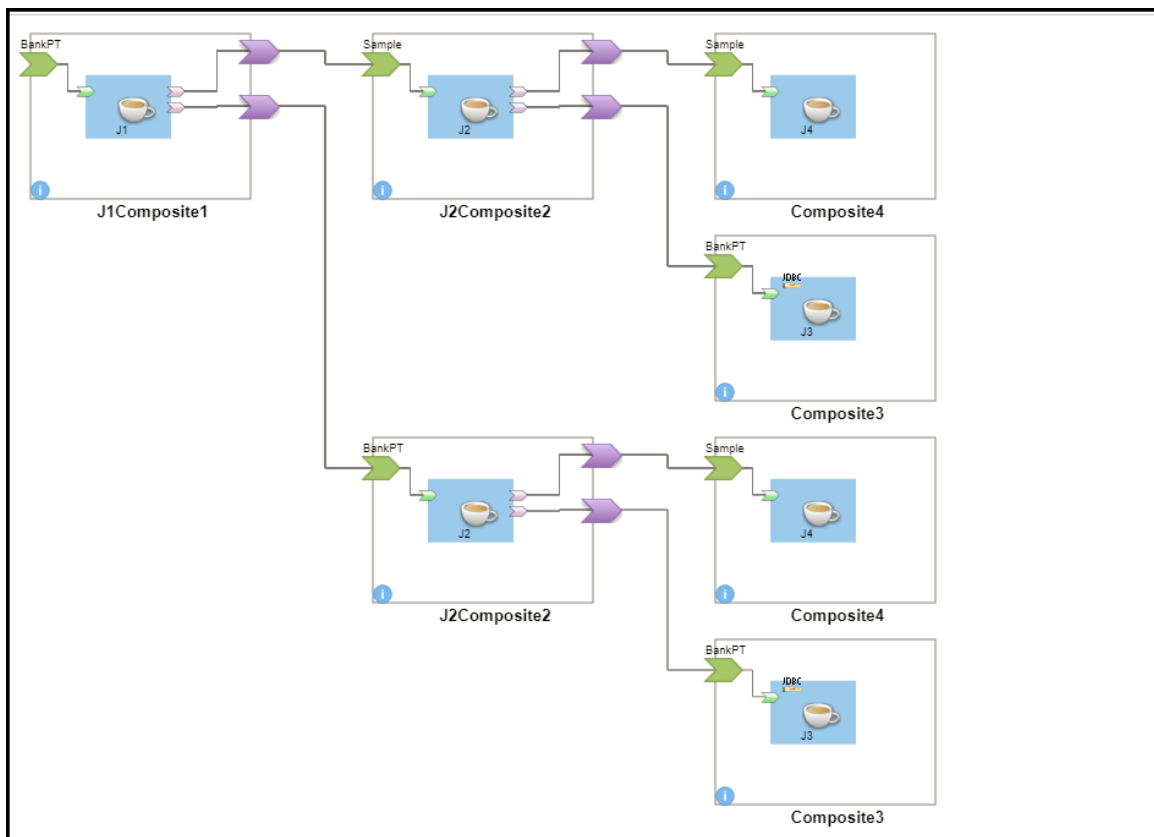 BankPT
J1
J1Composite1
Sample
J2
J2Composite2
Sample
J4
Composite4
BankPT
JDBC
J3
Composite3
BankPT
J2
J2Composite2
Sample
J4
Composite4
BankPT
JDBC
J3
Composite3